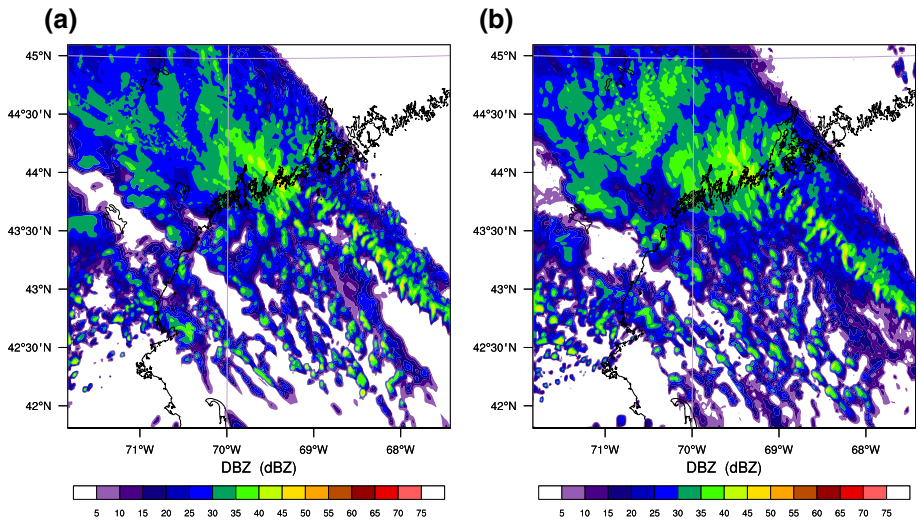 (a) (b)
45°N 45°N
44°30'N 44°30'N
44°N 44°N
43°30'N 43°30'N
43°N 43°N
42°30'N 42°30'N
42°N 42°N
71°W 70°W 69°W 68°W 71°W 70°W 69°W 68°W
DBZ (dBZ) DBZ (dBZ)
5 10 15 20 25 30 35 40 45 50 55 60 65 70 75 5 10 15 20 25 30 35 40 45 50 55 60 65 70 75